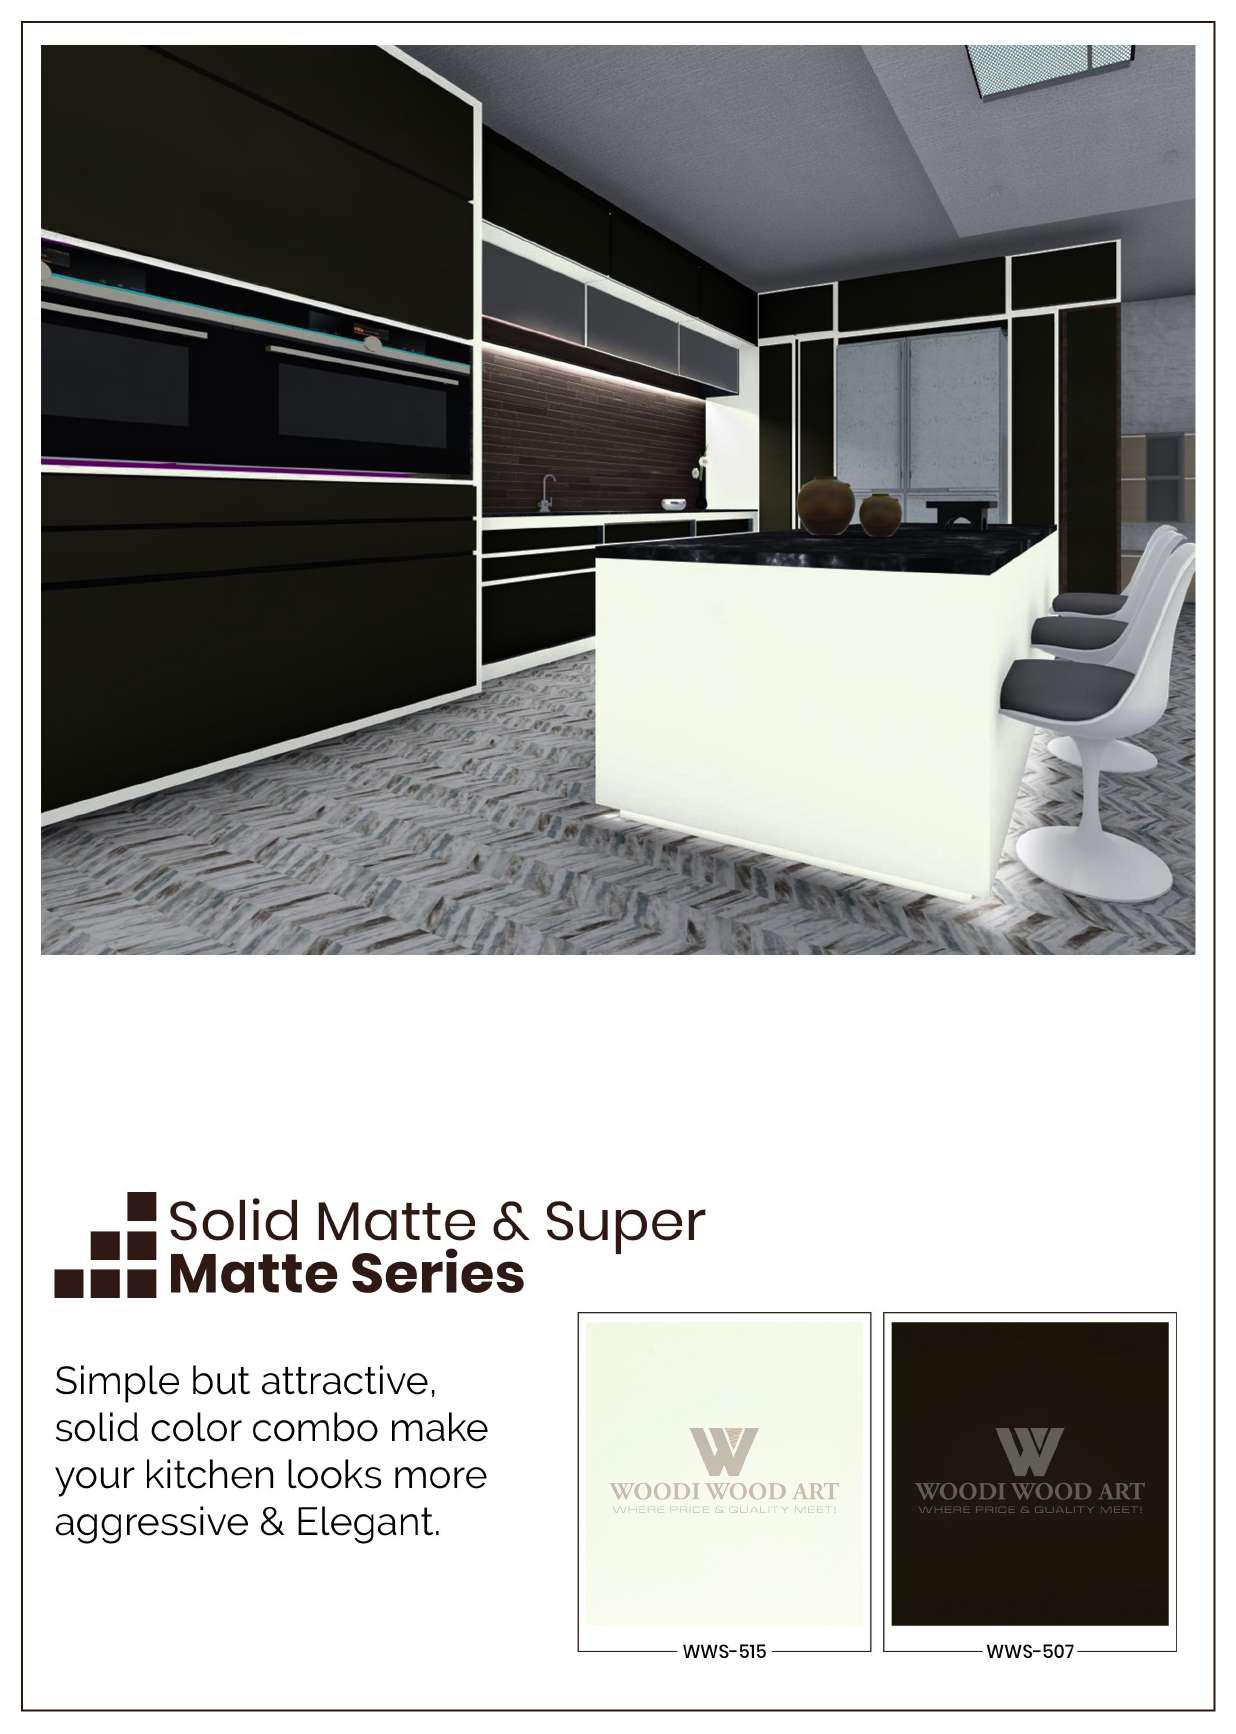 Solid Matte & Super
Matte Series
Simple but attractive,
solid color combo make
your kitchen looks more
aggressive & Elegant.
W
WOODI WOOD ART
WHERE PRICE & QUALITY MEET!
WWS-515
W
WOODI WOOD ART
WHERE PRICE & QUALITY MEET!
WWS-507